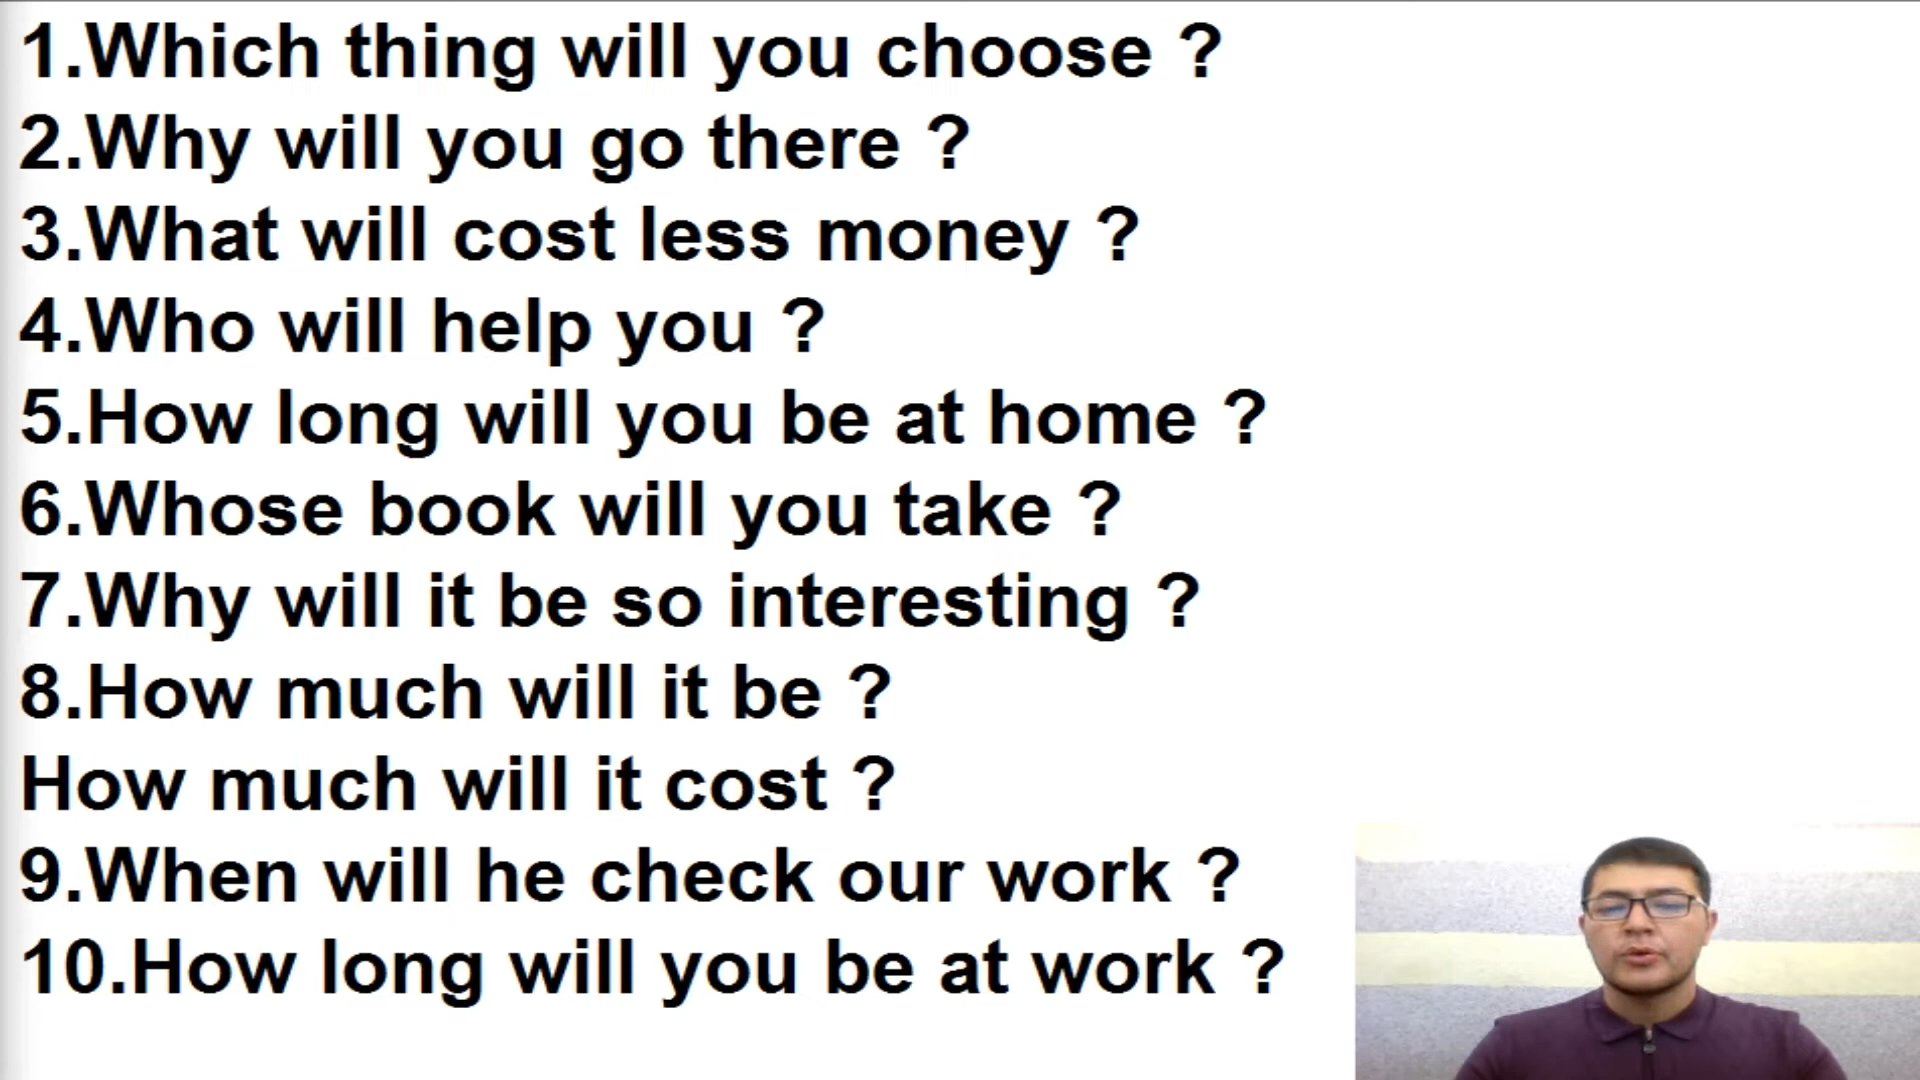 1.Which thing will you choose ?
2.Why will you go there ?
3.What will cost less money ?
4.Who will help you ?
5.How long will you be at home ?
6.Whose book will you take ?
7.Why will it be so interesting ?
8.How much will it be ?
How much will it cost ?
9.When will he check our work ?
10.How long will you be at work ?